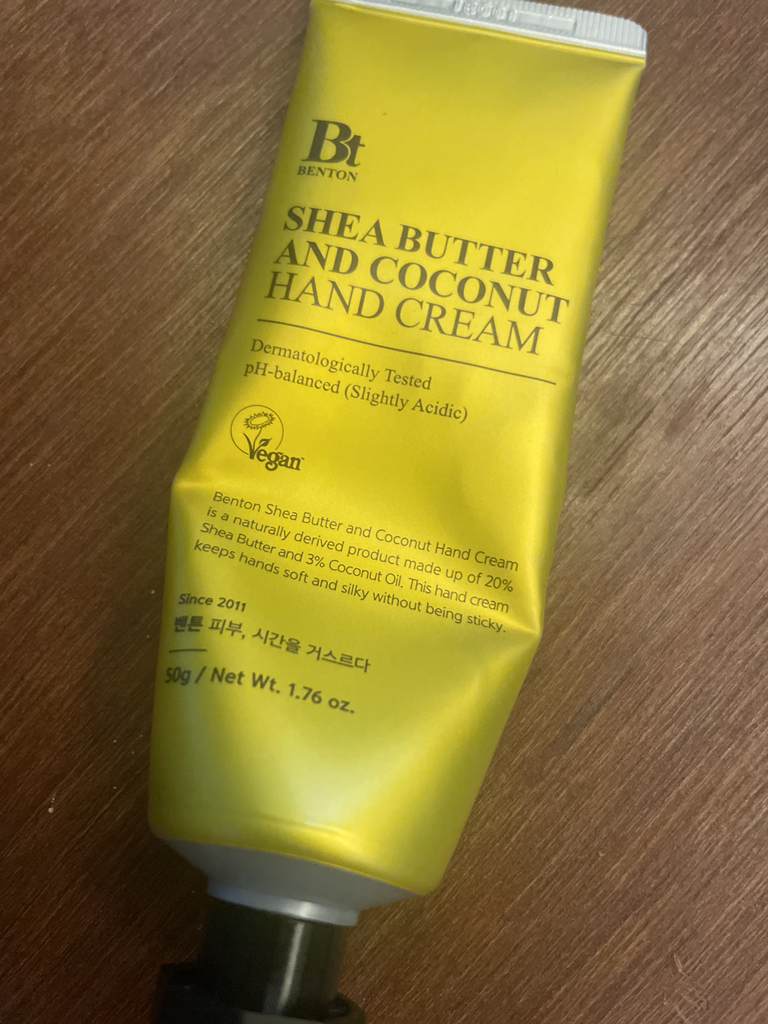 Bt
BENTON
SHEA BUTTER
AND COCONUT
HAND CREAM
Dermatologically Tested
pH-balanced (Slightly Acidic)
Vegan
Benton Shea Butter and Coconut Hand Cream
is a naturally derived product made up of 20%
Shea Butter and 3% Coconut Oil. This hand cream
keeps hands soft and silky without being sticky.
Since 2011
벤튼 피부, 시간을 거스르다
50g / Net Wt. 1.76 oz.